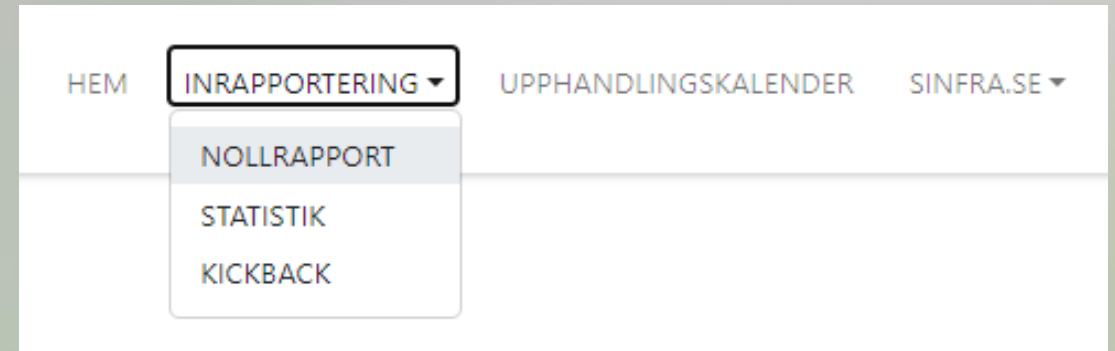 HEM INRAPPORTERING UPPHANDLINGSKALENDER SINFRA.SE
NOLLRAPPORT
STATISTIK
KICKBACK